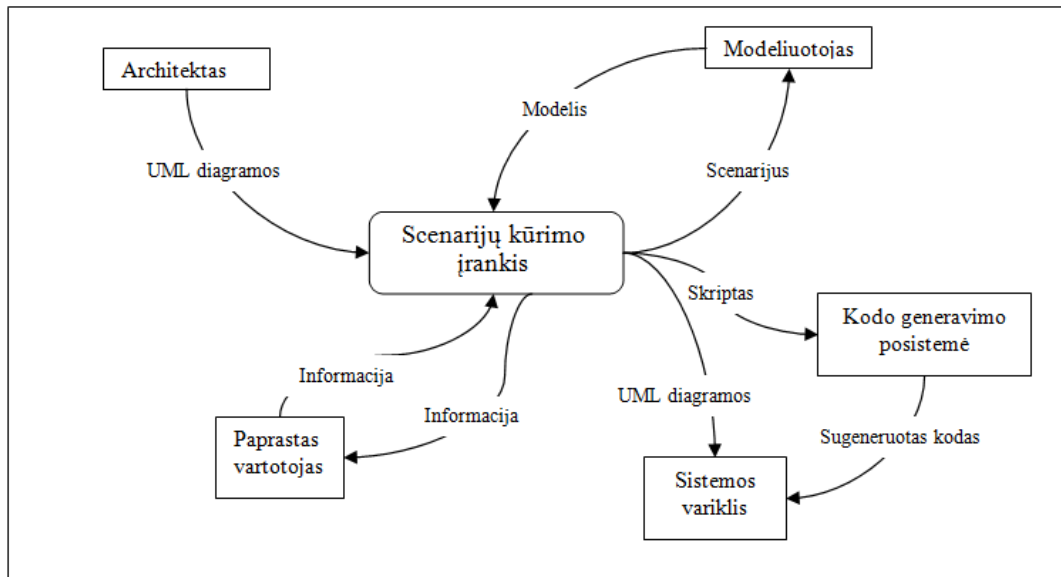 Architektas
Modeliuotojas
Modelis
UML diagramos
Scenarijus
Scenarijų kūrimo
įrankis
Skriptas
Kodo generavimo
posistemė
Informacija
Informacija
UML diagramos
Paprastas
vartotojas
Sugeneruotas kodas
Sistemos
variklis